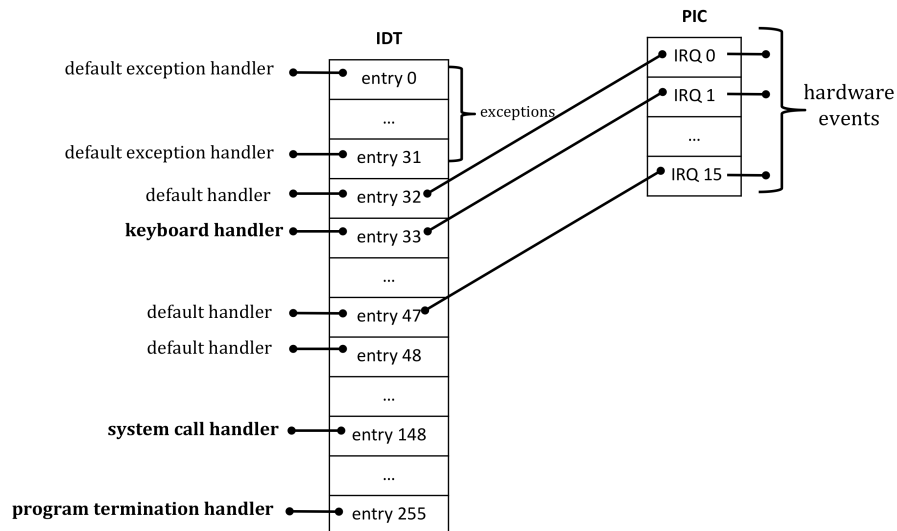 PIC
IDT
default exception handler
entry 0
IRQ 0
...
exceptions
IRQ 1
hardware
events
default exception handler
entry 31
...
default handler
entry 32
IRQ 15
keyboard handler
entry 33
...
default handler
entry 47
default handler
entry 48
...
system call handler
entry 148
...
program termination handler
entry 255